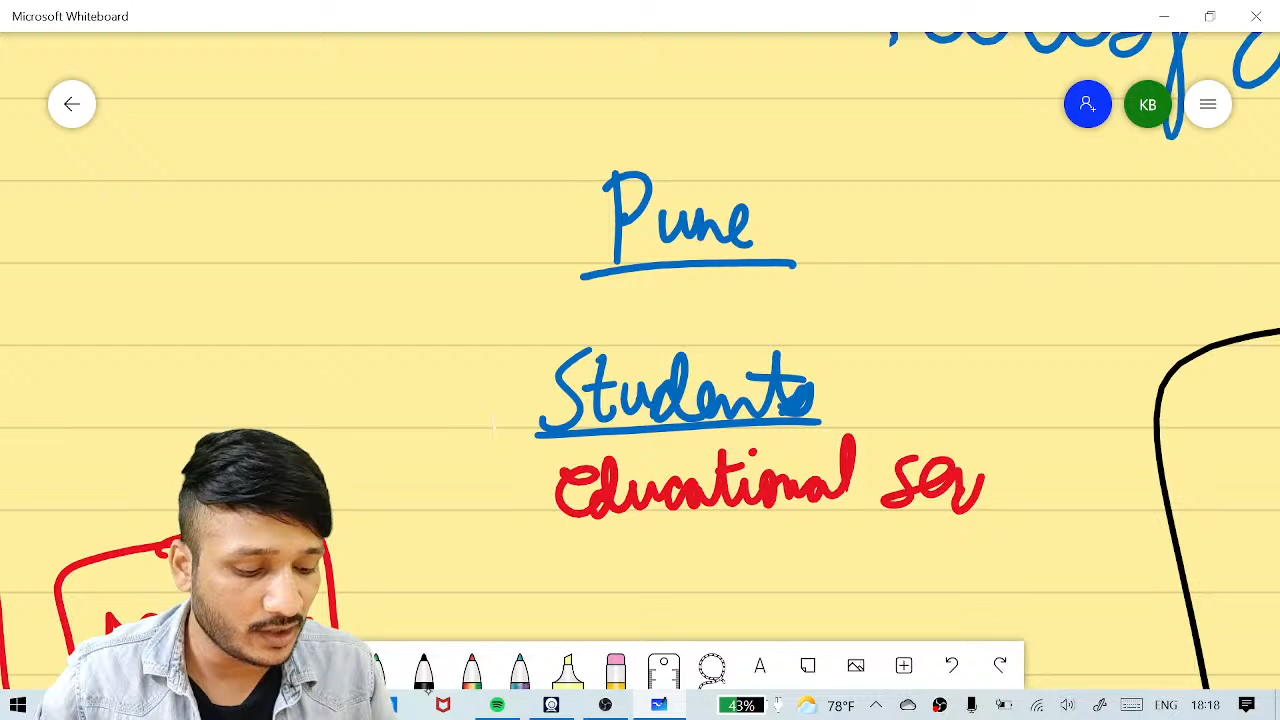 Microsoft Whiteboard
KB
Pune
Students
Educational Ser
43%
78°F
ENG
18:18